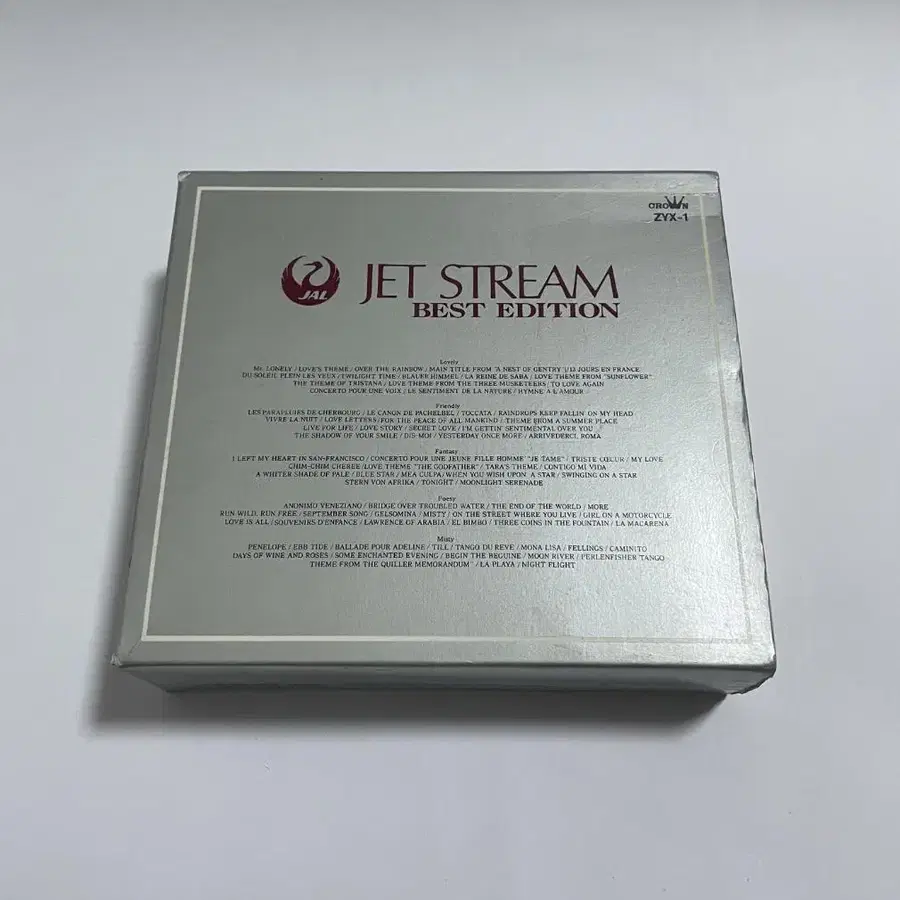 CROWN
ZYX-1
JAL
JET STREAM
BEST EDITION
Lovely
MR. LONELY / LOVE'S THEME / OVER THE RAINBOW / MAIN TITLE FROM "A NEST OF GENTRY"/13 JOURS EN FRANCE
DU SOLEIL PLEIN LES YEUX / TWILIGHT TIME / BLAUER HIMMEL / LA REINE DE SABA / LOVE THEME FROM "SUNFLOWER"
THE THEME OF TRISTANA / LOVE THEME FROM THE THREE MUSKETEERS / TO LOVE AGAIN
CONCERTO POUR UNE VOIX / LE SENTIMENT DE LA NATURE / HYMNE A L'AMOUR
Friendly
LES PARAPLUIES DE CHERBOURG / LE CANON DE PACHELBEL / TOCCATA / RAINDROPS KEEP FALLIN' ON MY HEAD
VIVRE LA NUIT / LOVE LETTERS / FOR THE PEACE OF ALL MANKIND / THEME FROM A SUMMER PLACE
LIVE FOR LIFE / LOVE STORY / SECRET LOVE / I'M GETTIN' SENTIMENTAL OVER YOU
THE SHADOW OF YOUR SMILE / DIS-MOI / YESTERDAY ONCE MORE / ARRIVEDERCI, ROMA
Fantasy
I LEFT MY HEART IN SAN-FRANCISCO / CONCERTO POUR UNE JEUNE FILLE HOMME "JE TAME" / TRISTE CŒUR / MY LOVE
CHIM-CHIM CHEREE / LOVE THEME "THE GODFATHER" / TARA'S THEME / CONTIGO MI VIDA
A WHITER SHADE OF PALE / BLUE STAR / MEA CULPA / WHEN YOU WISH UPON A STAR / SWINGING ON A STAR
STERN VON AFRIKA / TONIGHT / MOONLIGHT SERENADE
Poesy
ANONIMO VENEZIANO / BRIDGE OVER TROUBLED WATER / THE END OF THE WORLD / MORE
RUN WILD, RUN FREE / SEPTEMBER SONG / GELSOMINA / MISTY / ON THE STREET WHERE YOU LIVE / GIRL ON A MOTORCYCLE
LOVE IS ALL / SOUVENIRS D'ENFANCE / LAWRENCE OF ARABIA / EL BIMBO / THREE COINS IN THE FOUNTAIN / LA MACARENA
Misty
PENELOPE / EBB TIDE / BALLADE POUR ADELINE / TILL / TANGO DU REVE / MONA LISA / FELLINGS / CAMINITO
DAYS OF WINE AND ROSES / SOME ENCHANTED EVENING / BEGIN THE BEGUINE / MOON RIVER / PERLENFISHER TANGO
THEME FROM THE QUILLER MEMORANDUM" / LA PLAYA / NIGHT FLIGHT